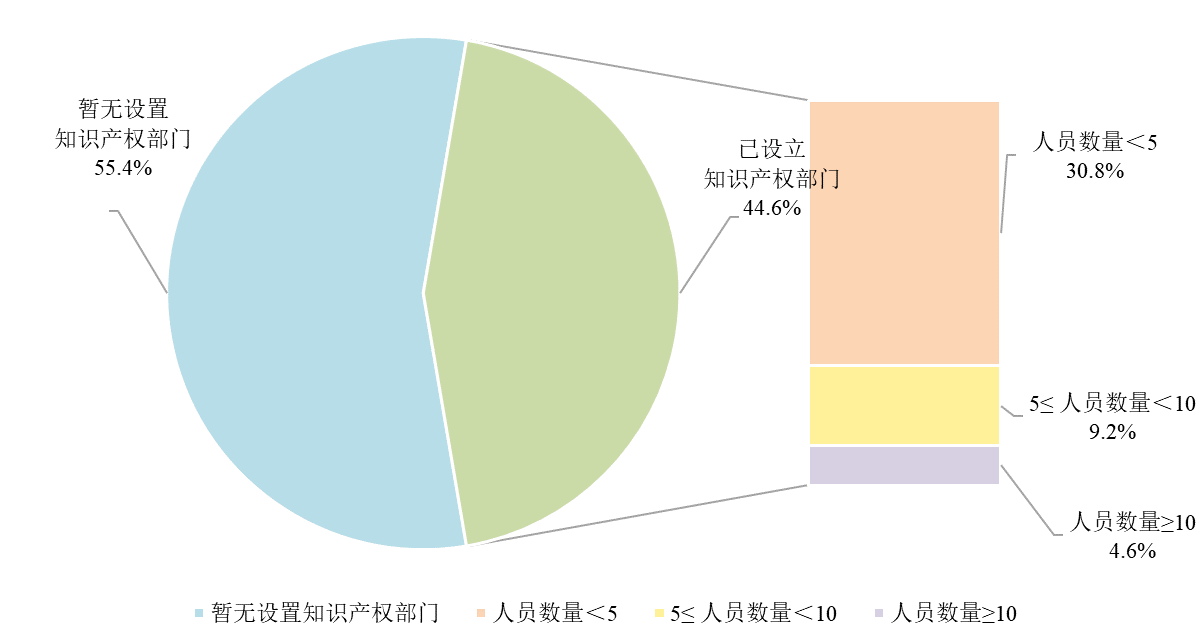 暂无设置
知识产权部门
55.4%
已设立
知识产权部门
44.6%
人员数量＜5
30.8%
5≤ 人员数量＜10
9.2%
人员数量≥10
4.6%
暂无设置知识产权部门
人员数量＜5
5≤ 人员数量＜10
人员数量≥10